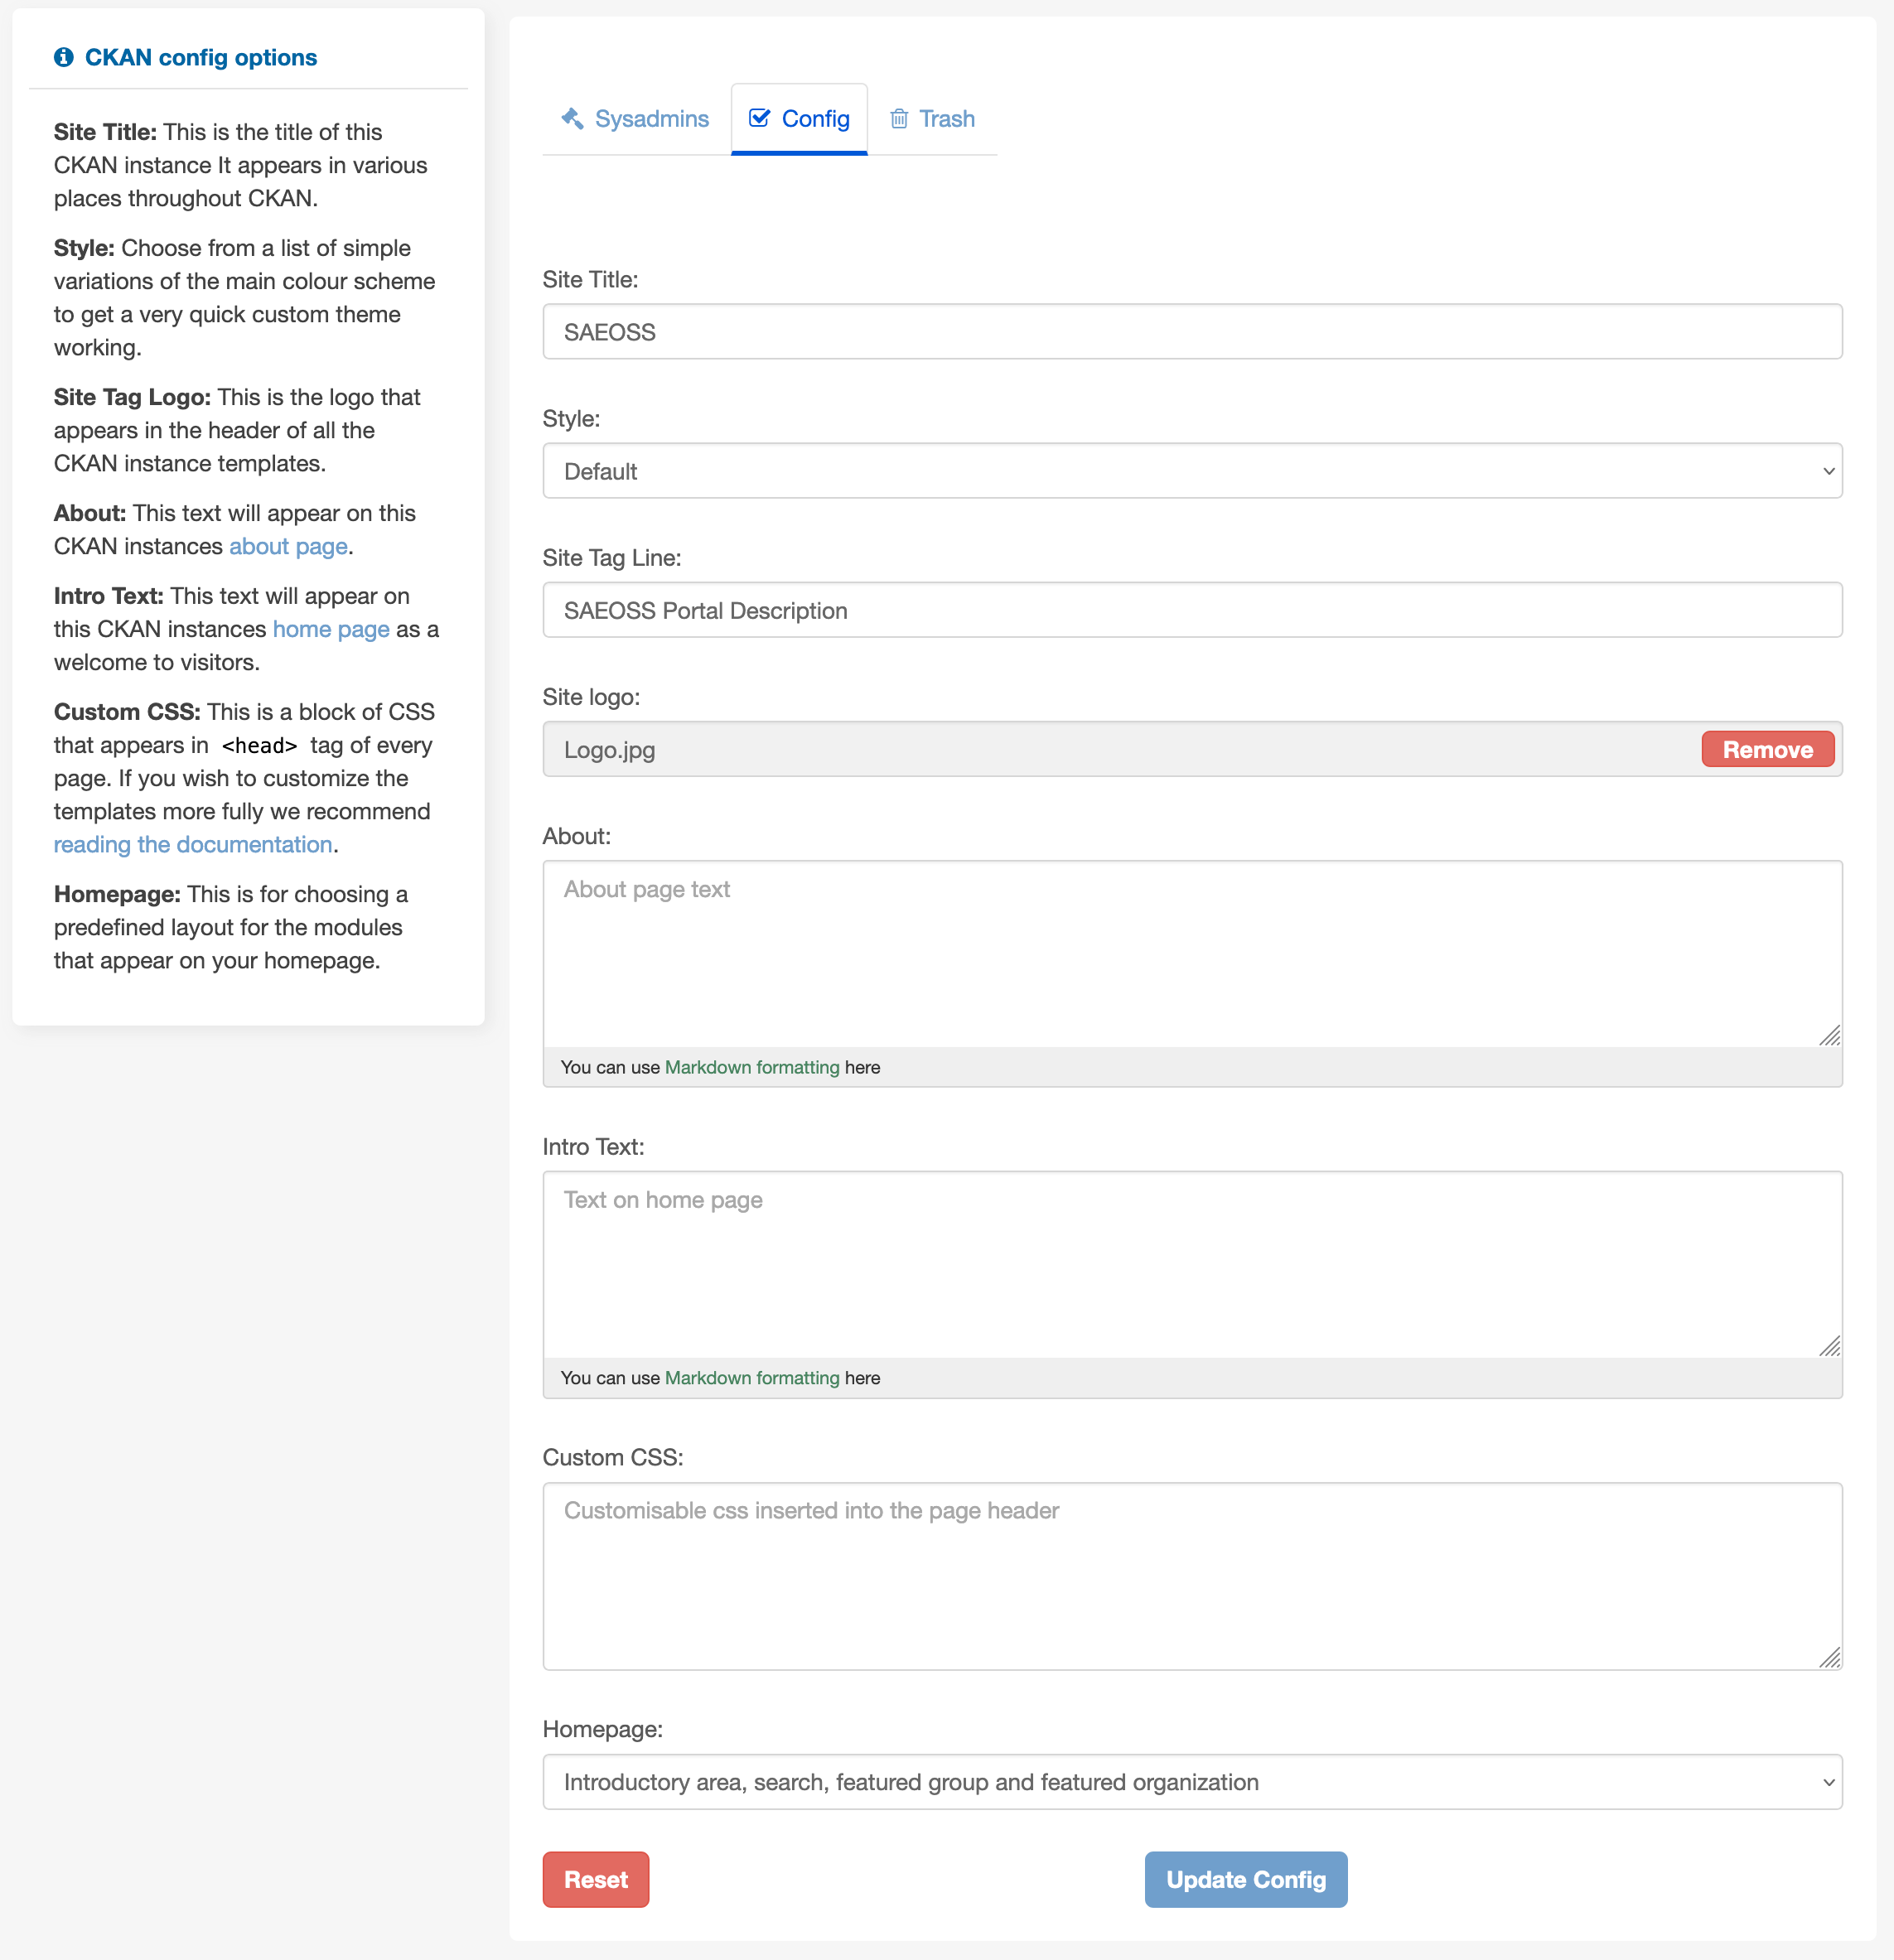 CKAN config options
Site Title: This is the title of this
CKAN instance It appears in various
places throughout CKAN.
Style: Choose from a list of simple
variations of the main colour scheme
to get a very quick custom theme
working.
Site Tag Logo: This is the logo that
appears in the header of all the
CKAN instance templates.
About: This text will appear on this
CKAN instances about page.
Intro Text: This text will appear on
this CKAN instances home page as a
welcome to visitors.
Custom CSS: This is a block of CSS
that appears in <head> tag of every
page. If you wish to customize the
templates more fully we recommend
reading the documentation.
Homepage: This is for choosing a
predefined layout for the modules
that appear on your homepage.
Sysadmins Config Trash
Site Title:
SAEOSS
Style:
Default
Site Tag Line:
SAEOSS Portal Description
Site logo:
Logo.jpg Remove
About:
About page text
You can use Markdown formatting here
Intro Text:
Text on home page
You can use Markdown formatting here
Custom CSS:
Customisable css inserted into the page header
Homepage:
Introductory area, search, featured group and featured organization
Reset Update Config